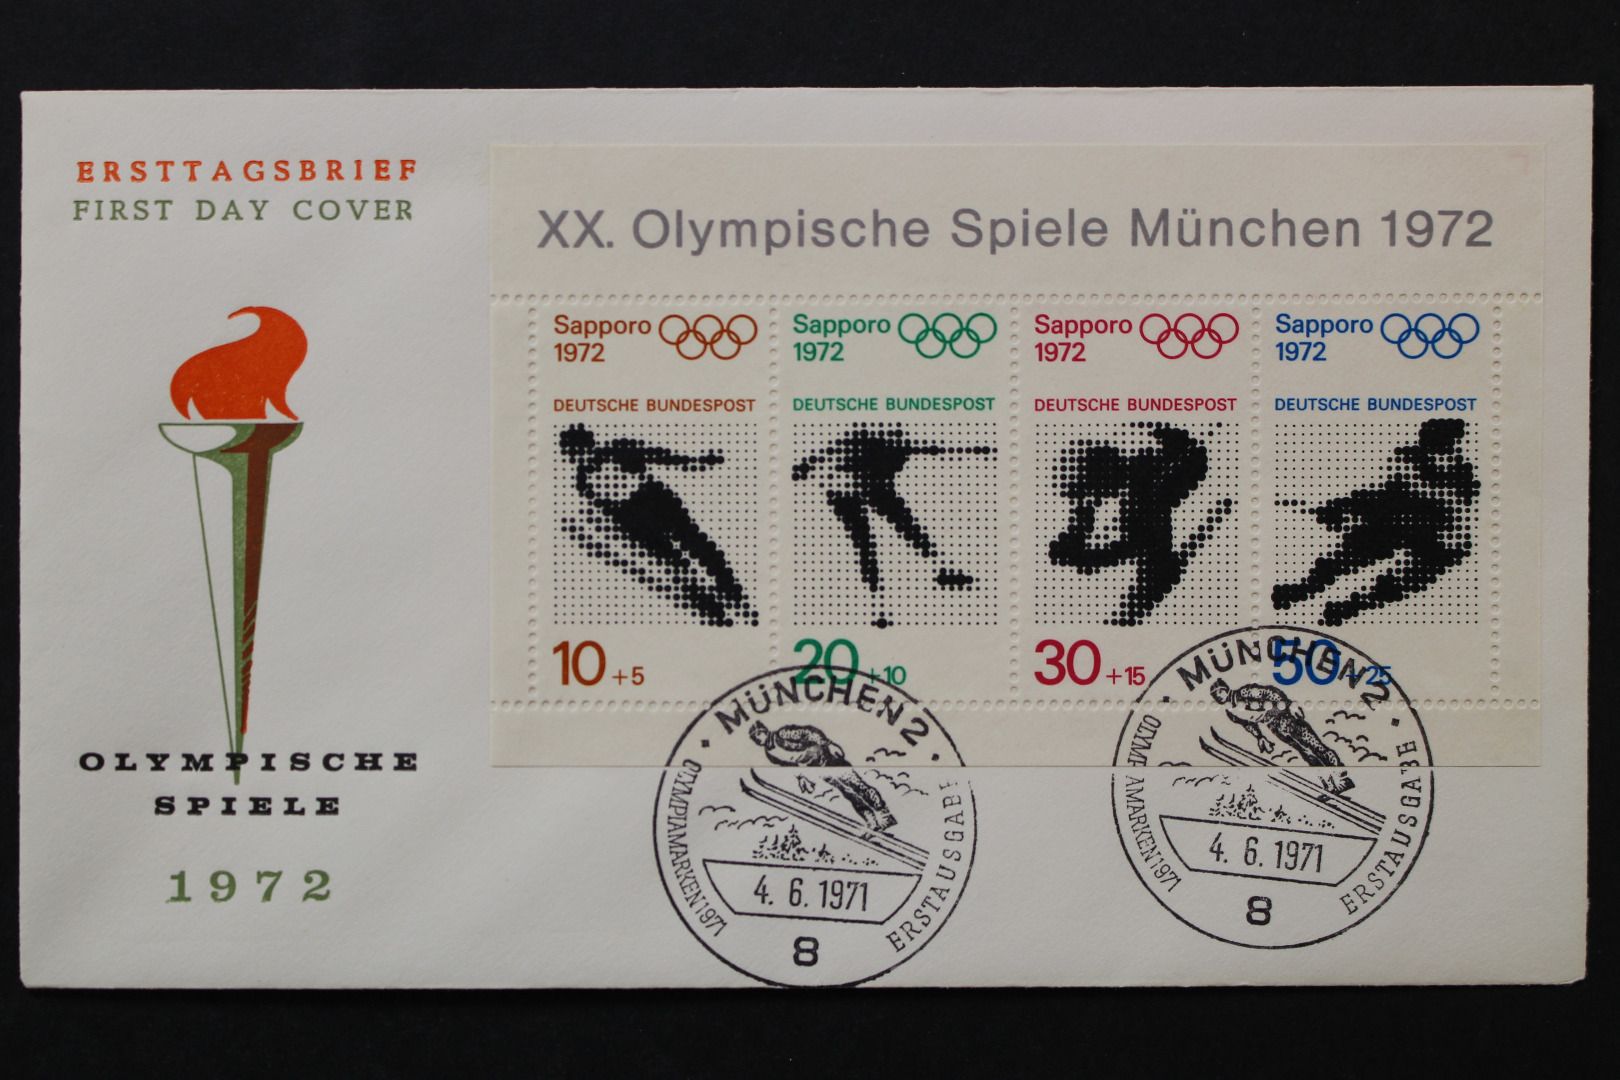 ERSTTAGSBRIEF
FIRST DAY COVER
OLYMPISCHE
SPIELE
1972
XX. Olympische Spiele München 1972
Sapporo
1972
DEUTSCHE BUNDESPOST
10 +5
Sapporo
1972
DEUTSCHE BUNDESPOST
20 +10
Sapporo
1972
DEUTSCHE BUNDESPOST
30 +15
Sapporo
1972
DEUTSCHE BUNDESPOST
50 +25
MÜNCHEN 2
OLYMPIAMARKEN 1971
ERSTAUSGABE
4. 6. 1971
8
MÜNCHEN 2
OLYMPIAMARKEN 1971
ERSTAUSGABE
4. 6. 1971
8